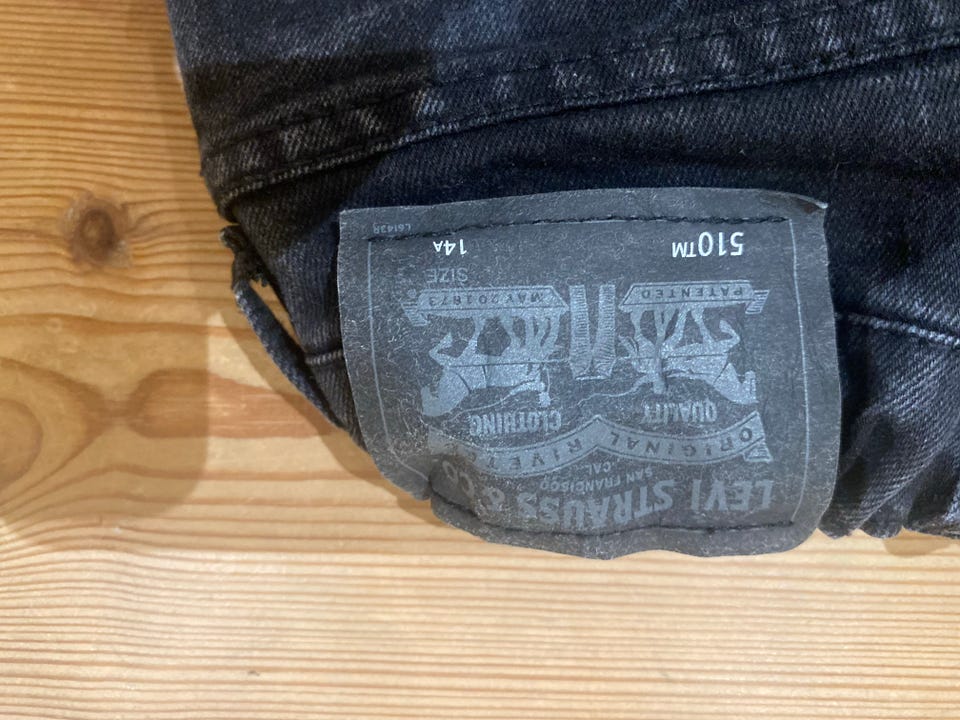 LEVI STRAUSS & CO
SAN FRANCISCO
CAL.
ORIGINAL RIVETED
QUALITY CLOTHING
PATENTED MAY 20 1873
SIZE
510™ 14A